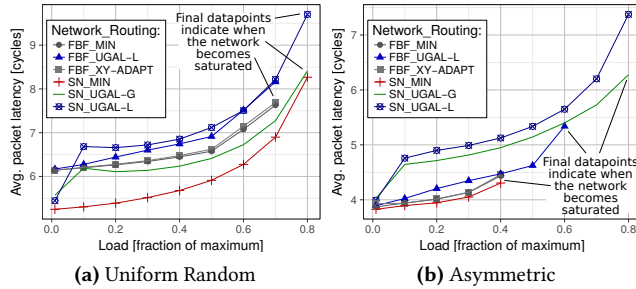 Network_Routing:
FBF_MIN
FBF_UGAL-L
FBF_XY-ADAPT
SN_MIN
SN_UGAL-G
SN_UGAL-L
Final datapoints
indicate when
the network
becomes
saturated
Avg. packet latency [cycles]
9
8
7
6
0.0
0.2
0.4
0.6
0.8
Load [fraction of maximum]
(a) Uniform Random
Network_Routing:
FBF_MIN
FBF_UGAL-L
FBF_XY-ADAPT
SN_MIN
SN_UGAL-G
SN_UGAL-L
Final datapoints
indicate when
the network
becomes
saturated
Avg. packet latency [cycles]
7
6
5
4
0.0
0.2
0.4
0.6
0.8
Load [fraction of maximum]
(b) Asymmetric